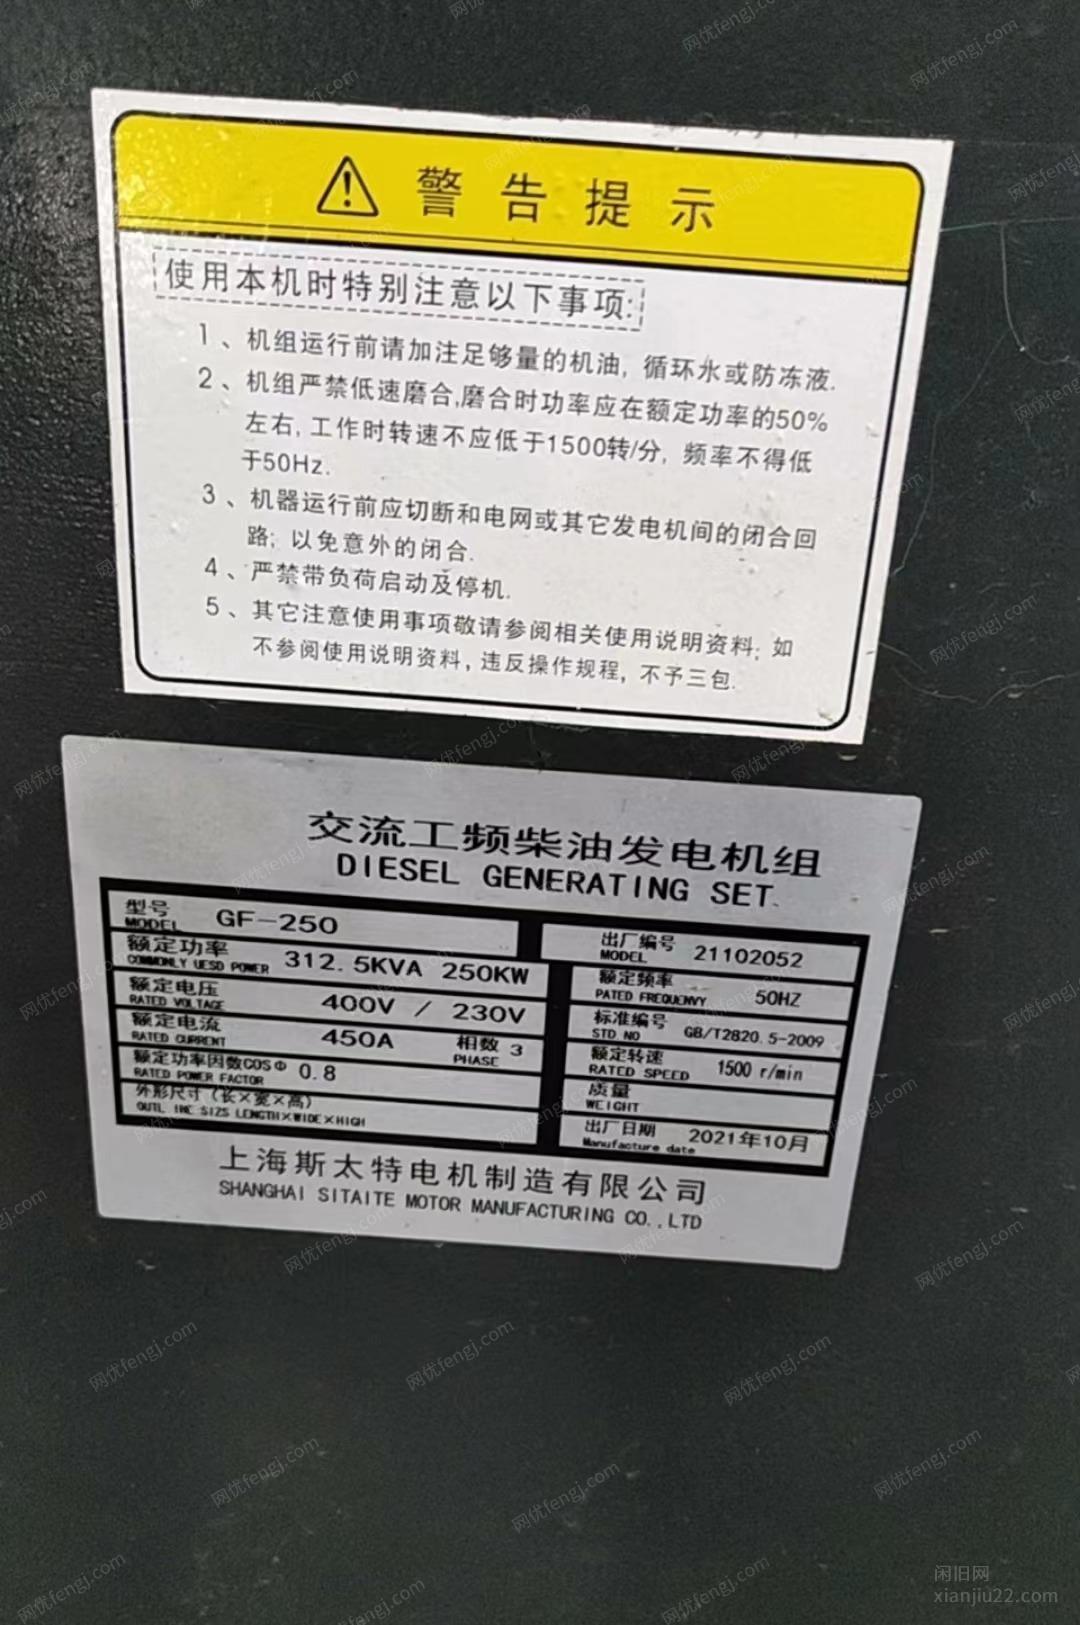 警告提示
使用本机时特别注意以下事项:
1、机组运行前请加注足够量的机油,循环水或防冻液.
2、机组严禁低速磨合,磨合时功率应在额定功率的50%
左右,工作时转速不应低于1500转/分,频率不得低
于50Hz.
3、机器运行前应切断和电网或其它发电机间的闭合回
路;以免意外的闭合.
4、严禁带负荷启动及停机.
5、其它注意使用事项敬请参阅相关使用说明资料;如
不参阅使用说明资料,违反操作规程,不予三包.
交流工频柴油发电机组
DIESEL GENERATING SET.
型号 GF-250
MODEL
出厂编号 21102052
MODEL
额定功率 312.5KVA 250KW
COMMONLY UESD POWER
额定频率 50HZ
PATED FREQUENVY
额定电压 400V / 230V
RATED VOLTAGE
标准编号 GB/T2820.5-2009
STD NO
额定电流 450A 相数 3
RATED CURRENT PHASE
额定转速 1500 r/min
RATED SPEED
额定功率因数COSΦ 0.8
RATED POWER FACTOR
质量
WEIGHT
外形尺寸(长×宽×高)
OUTL INE SIZS LENGTH×WIDE×HIGH
出厂日期 2021年10月
Manufacture date
上海斯太特电机制造有限公司
SHANGHAI SITAITE MOTOR MANUFACTURING CO.,LTD
闲旧网
xianjiu22.com
网优fengj.com